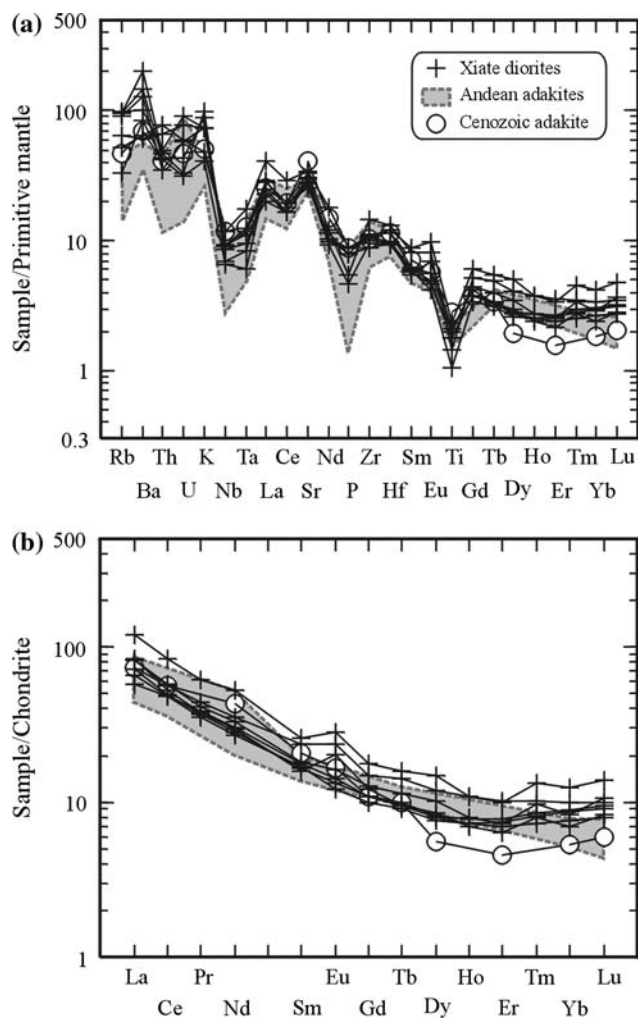 (a)
500
100
10
1
0.3
Sample/Primitive mantle
Xiate diorites
Andean adakites
Cenozoic adakite
Rb Th K Ta Ce Nd Zr Sm Ti Tb Ho Tm Lu
Ba U Nb La Sr P Hf Eu Gd Dy Er Yb
(b)
500
100
10
1
Sample/Chondrite
La Pr Eu Tb Ho Tm Lu
Ce Nd Sm Gd Dy Er Yb